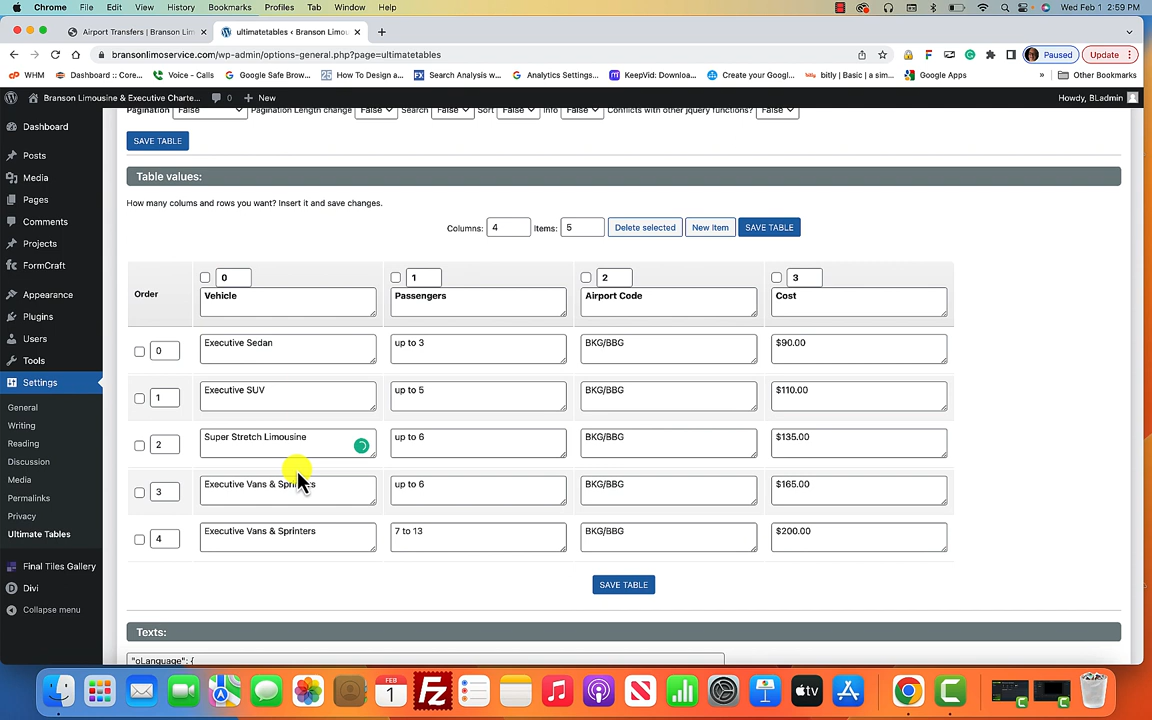 Chrome File Edit View History Bookmarks Profiles Tab Window Help Wed Feb 1 2:59 PM
Airport Transfers | Branson Lim ultimatetables ‹ Branson Limou
bransonlimoservice.com/wp-admin/options-general.php?page=ultimatetables Paused Update
WHM Dashboard :: Core... Voice - Calls Google Safe Brow... How To Design a... Search Analysis w... Analytics Settings... KeepVid: Downloa... Create your Googl... bitly | Basic | a sim... Google Apps » Other Bookmarks
Branson Limousine & Executive Charte... 0 + New Howdy, BLadmin
Pagination False Pagination Length change False Search False Sort False Info False Conflicts with other jquery functions? False
Dashboard
SAVE TABLE
Posts
Media
Pages
Comments
Projects
FormCraft
Appearance
Plugins
Users
Tools
Settings
General
Writing
Reading
Discussion
Media
Permalinks
Privacy
Ultimate Tables
Final Tiles Gallery
Divi
Collapse menu
Table values:
How many colums and rows you want? Insert it and save changes.
Columns: 4 Items: 5 Delete selected New Item SAVE TABLE
Order 0 1 2 3
Vehicle Passengers Airport Code Cost
0 Executive Sedan up to 3 BKG/BBG $90.00
1 Executive SUV up to 5 BKG/BBG $110.00
2 Super Stretch Limousine up to 6 BKG/BBG $135.00
3 Executive Vans & Sprinters up to 6 BKG/BBG $165.00
4 Executive Vans & Sprinters 7 to 13 BKG/BBG $200.00
SAVE TABLE
Texts:
"oLanguage": {
FEB
1
tv